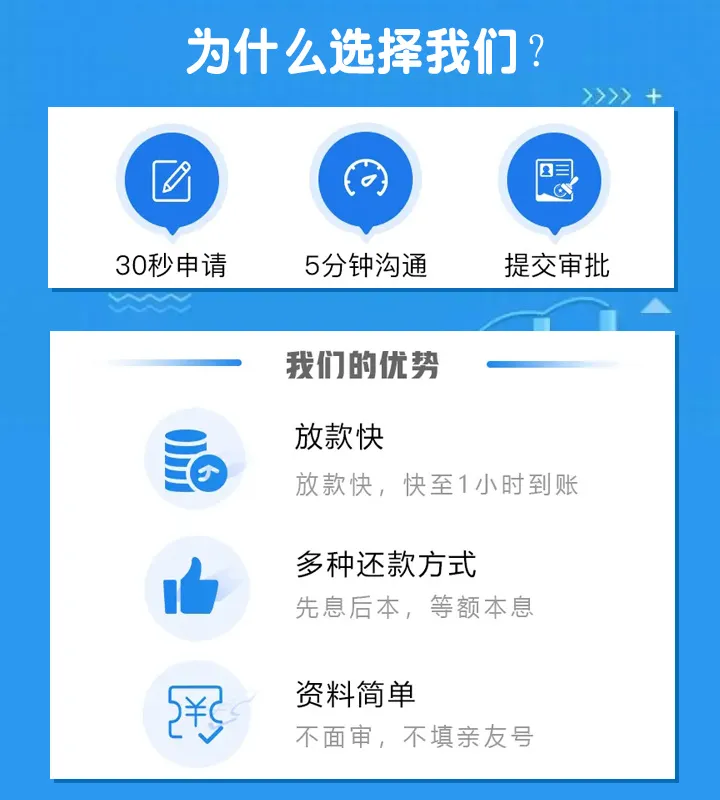 为什么选择我们？
30秒申请
5分钟沟通
提交审批
我们的优势
放款快
放款快，快至1小时到账
多种还款方式
先息后本，等额本息
资料简单
不面审，不填亲友号